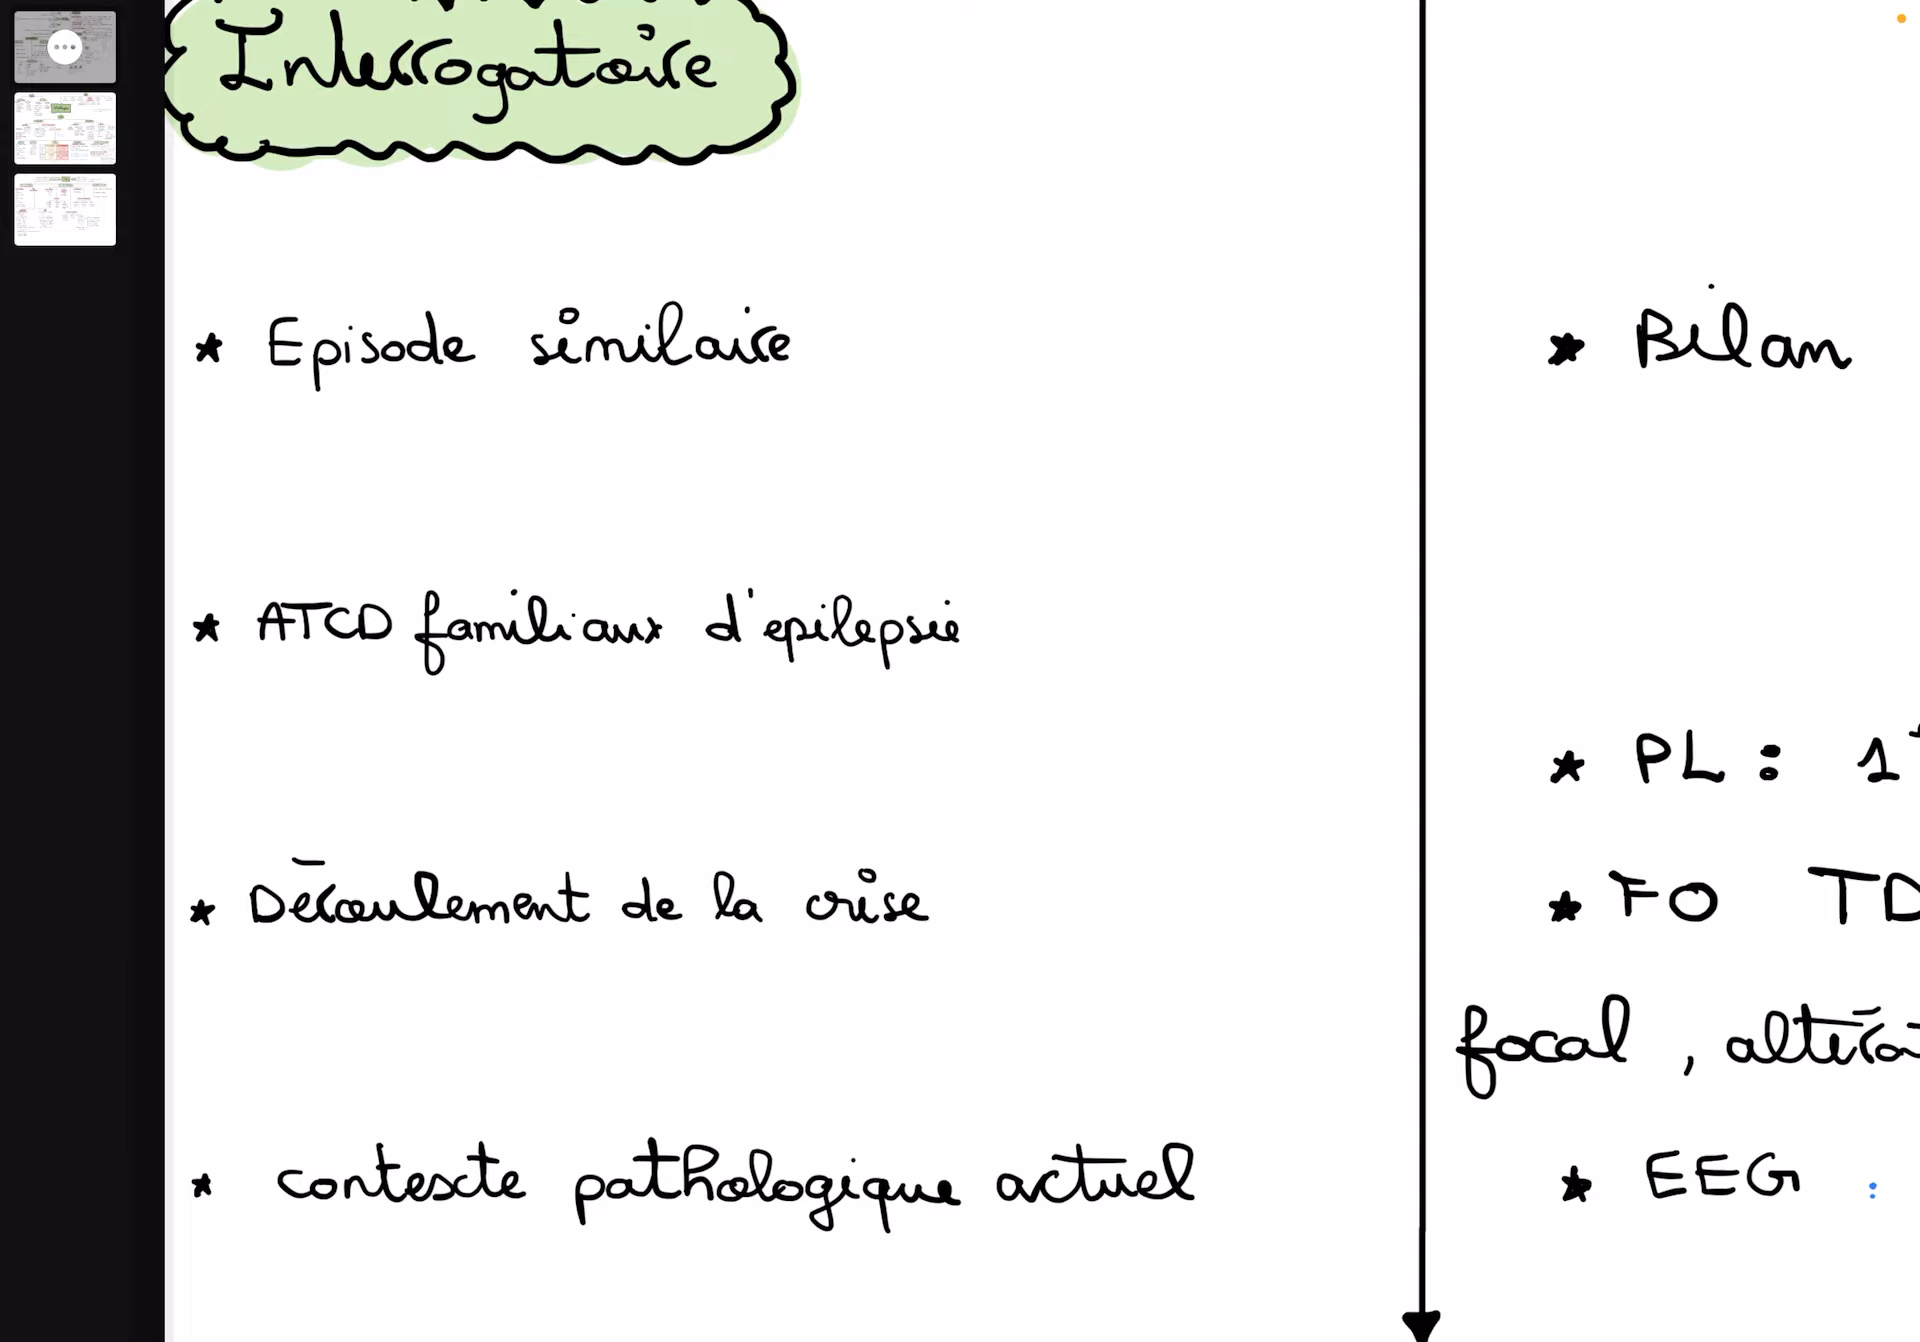 Interrogatoire
★ Episode similaire
★ ATCD familiaux d'epilepsie
★ Déroulement de la crise
★ contexte pathologique actuel
★ Bilan
★ PL : 1
★ FO TD
focal, altéra
★ EEG :